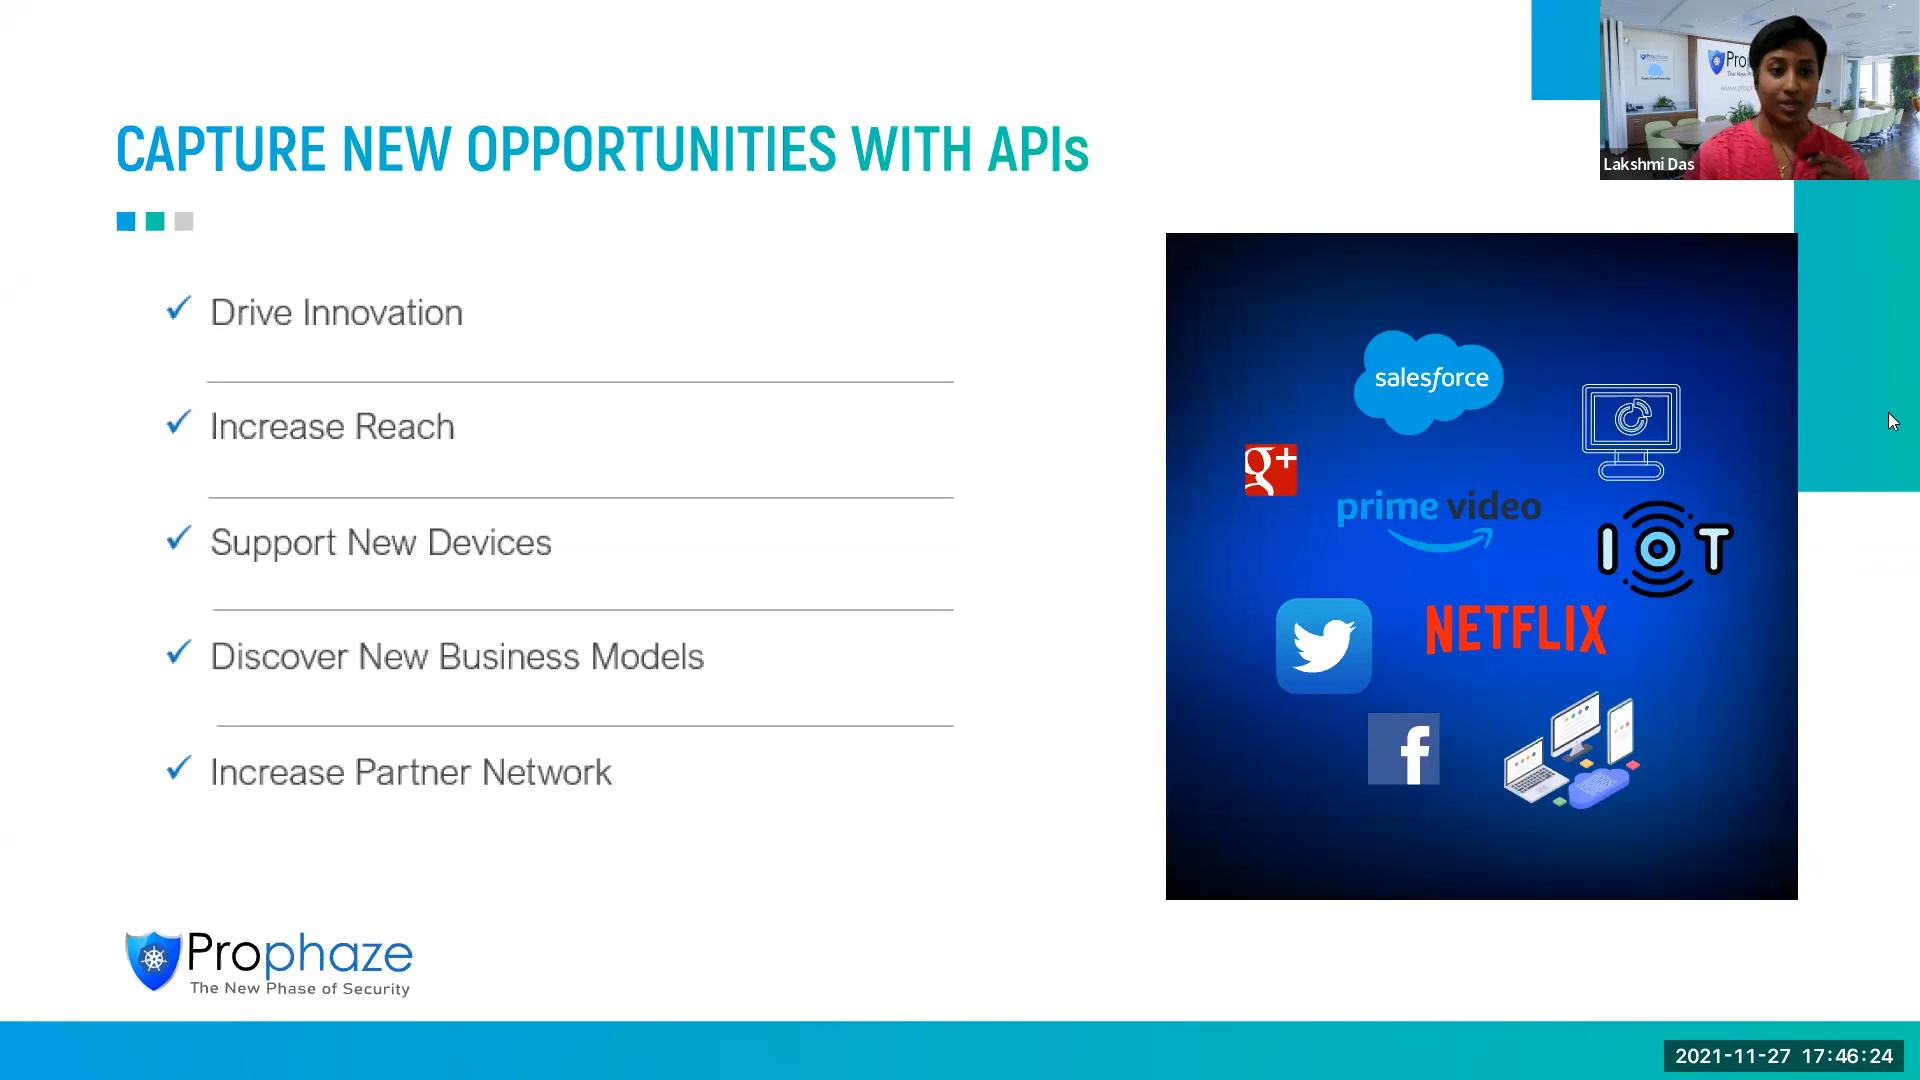 CAPTURE NEW OPPORTUNITIES WITH APIs
Lakshmi Das
Drive Innovation
Increase Reach
Support New Devices
Discover New Business Models
Increase Partner Network
salesforce
g+
prime video
IOT
NETFLIX
f
Prophaze
The New Phase of Security
2021-11-27 17:46:24